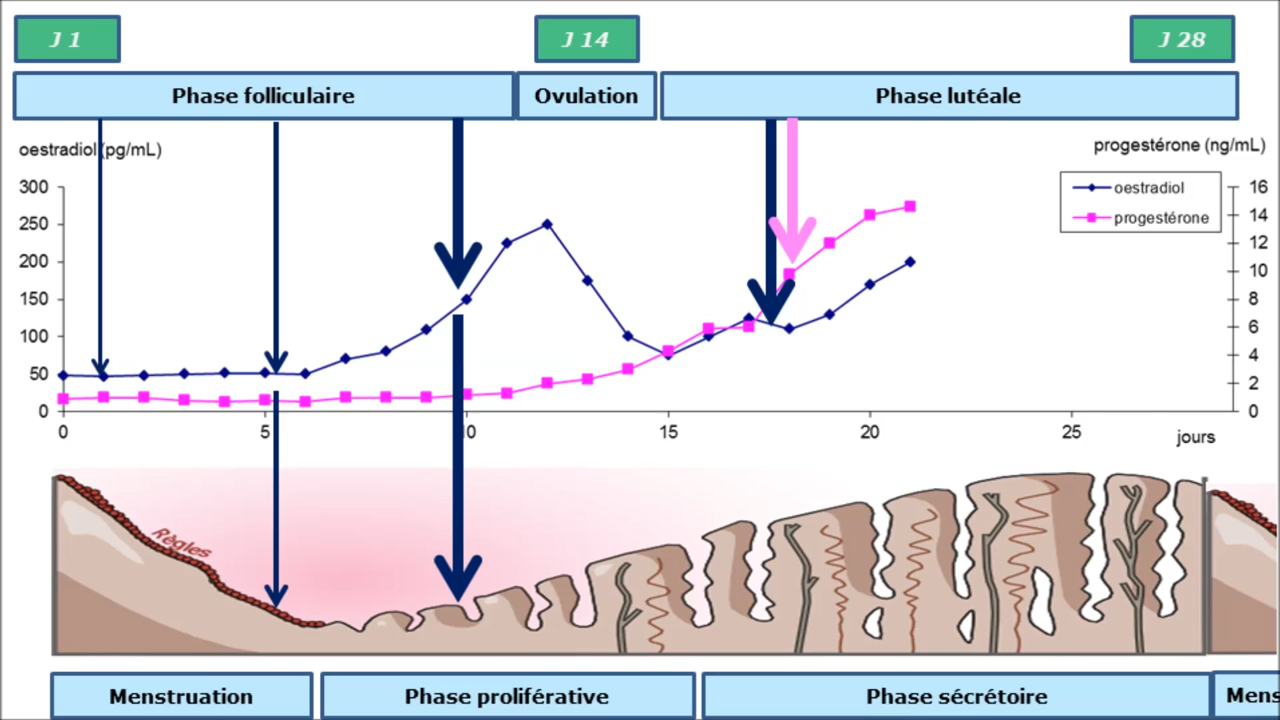 J 1
J 14
J 28
Phase folliculaire
Ovulation
Phase lutéale
oestradiol (pg/mL)
progestérone (ng/mL)
oestradiol
progestérone
300
250
200
150
100
50
0
16
14
12
10
8
6
4
2
0
0
5
10
15
20
25
jours
Règles
Menstruation
Phase proliférative
Phase sécrétoire
Mens